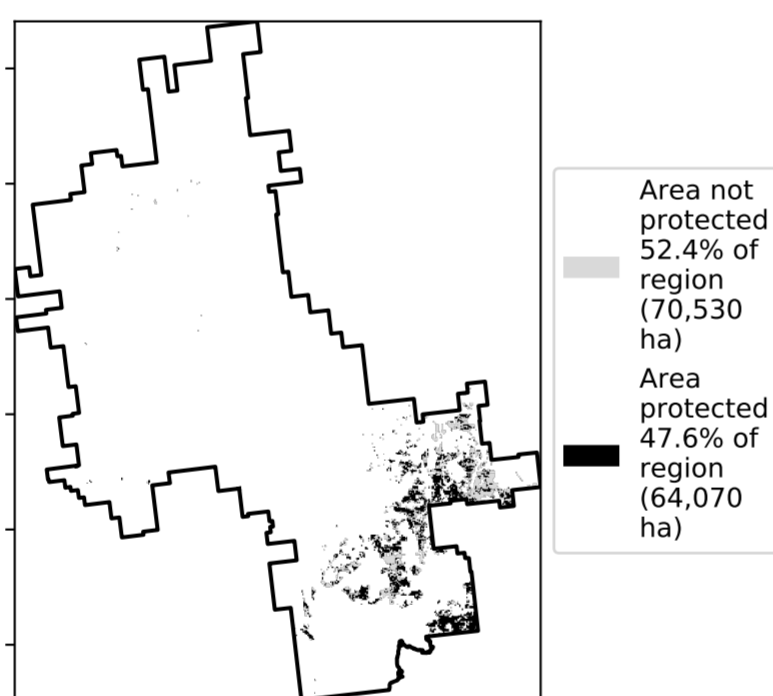 Area not
protected
52.4% of
region
(70,530
ha)
Area
protected
47.6% of
region
(64,070
ha)